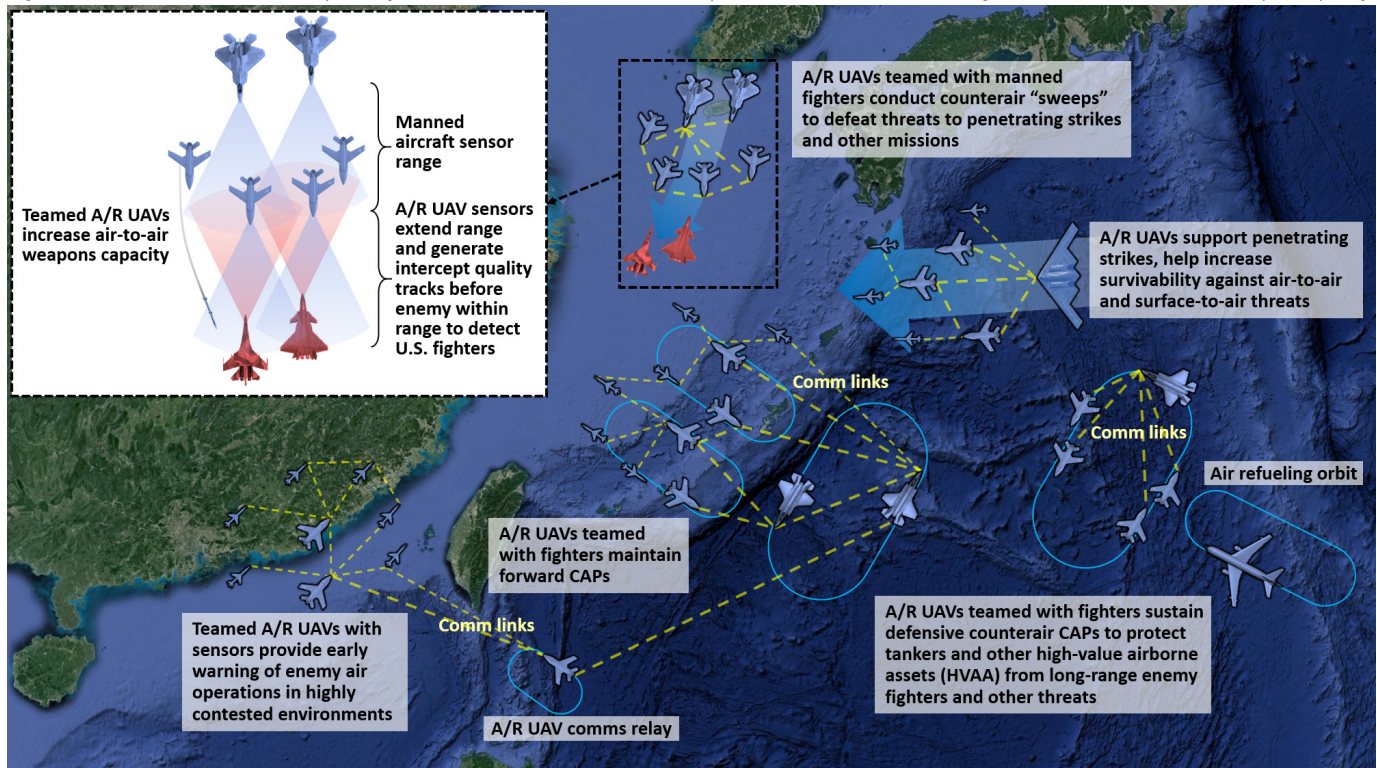 Manned
aircraft sensor
range
Teamed A/R UAVs
increase air-to-air
weapons capacity
A/R UAV sensors
extend range
and generate
intercept quality
tracks before
enemy within
range to detect
U.S. fighters
A/R UAVs teamed with manned
fighters conduct counterair “sweeps”
to defeat threats to penetrating strikes
and other missions
A/R UAVs support penetrating
strikes, help increase
survivability against air-to-air
and surface-to-air threats
Comm links
Comm links
Air refueling orbit
A/R UAVs teamed
with fighters maintain
forward CAPs
Teamed A/R UAVs with
sensors provide early
warning of enemy air
operations in highly
contested environments
Comm links
A/R UAV comms relay
A/R UAVs teamed with fighters sustain
defensive counterair CAPs to protect
tankers and other high-value airborne
assets (HVAA) from long-range enemy
fighters and other threats